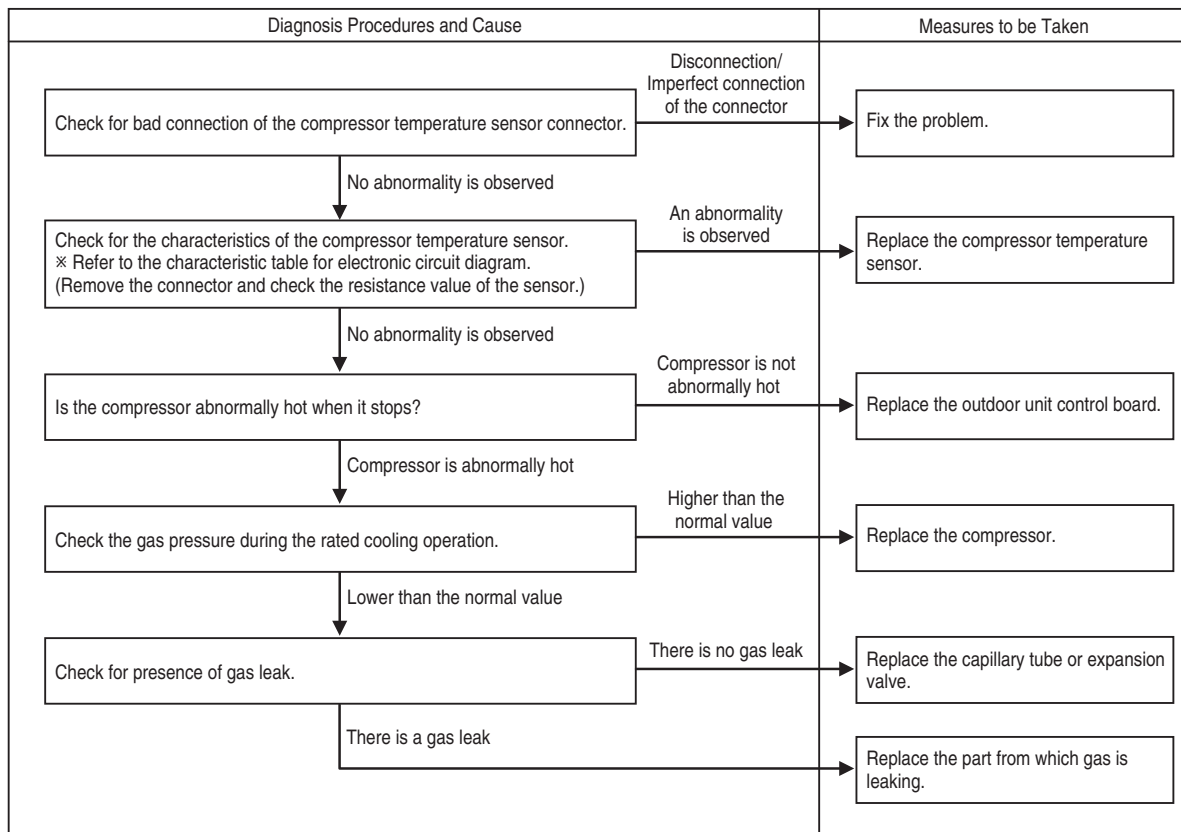 Diagnosis Procedures and Cause
Measures to be Taken
Disconnection/
Imperfect connection
of the connector
Check for bad connection of the compressor temperature sensor connector.
Fix the problem.
No abnormality is observed
An abnormality
is observed
Check for the characteristics of the compressor temperature sensor.
※ Refer to the characteristic table for electronic circuit diagram.
(Remove the connector and check the resistance value of the sensor.)
Replace the compressor temperature
sensor.
No abnormality is observed
Compressor is not
abnormally hot
Is the compressor abnormally hot when it stops?
Replace the outdoor unit control board.
Compressor is abnormally hot
Higher than the
normal value
Check the gas pressure during the rated cooling operation.
Replace the compressor.
Lower than the normal value
There is no gas leak
Check for presence of gas leak.
Replace the capillary tube or expansion
valve.
There is a gas leak
Replace the part from which gas is
leaking.